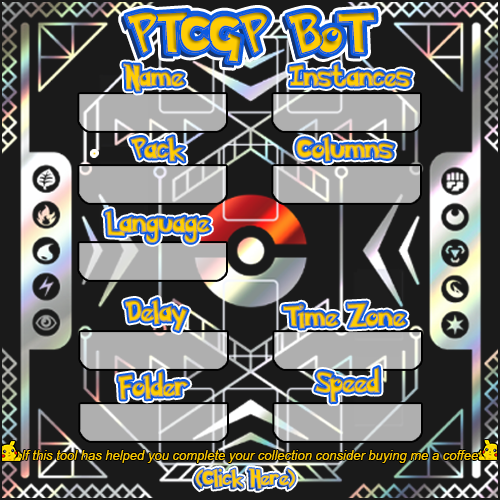 PTCGP BoT
Name Instances
Pack Columns
Language
Delay Time Zone
Folder Speed
If this tool has helped you complete your collection consider buying me a coffee
(Click Here)